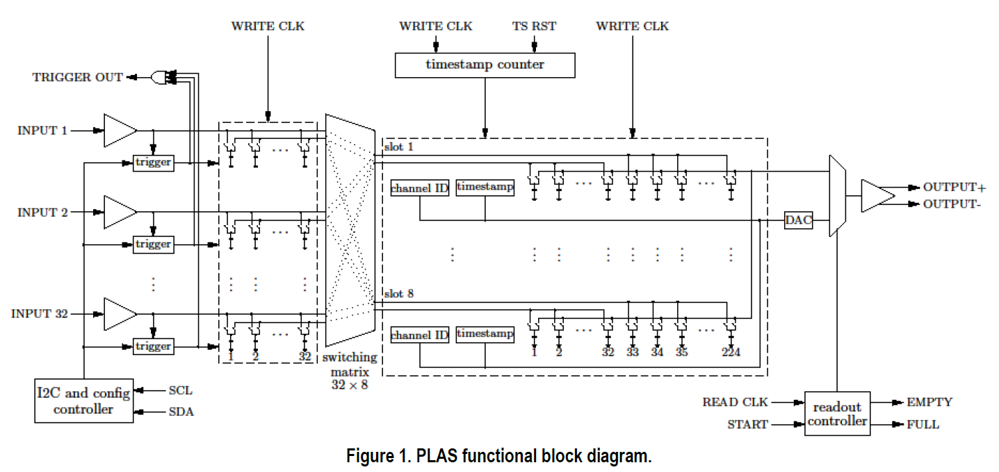 WRITE CLK WRITE CLK TS RST WRITE CLK
timestamp counter
TRIGGER OUT
INPUT 1
trigger
slot 1
channel ID timestamp
OUTPUT+
OUTPUT-
INPUT 2
DAC
trigger
slot 8
INPUT 32
channel ID timestamp
trigger
1 2 32
1 2 32 33 34 35 224
switching
matrix
32 × 8
I2C and config
controller
SCL
SDA
READ CLK
START
readout
controller
EMPTY
FULL
Figure 1. PLAS functional block diagram.